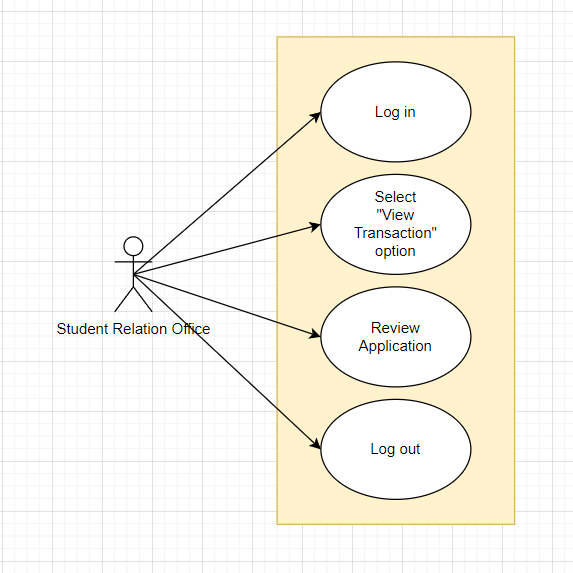 Log in
Select
"View
Transaction"
option
Student Relation Office
Review
Application
Log out